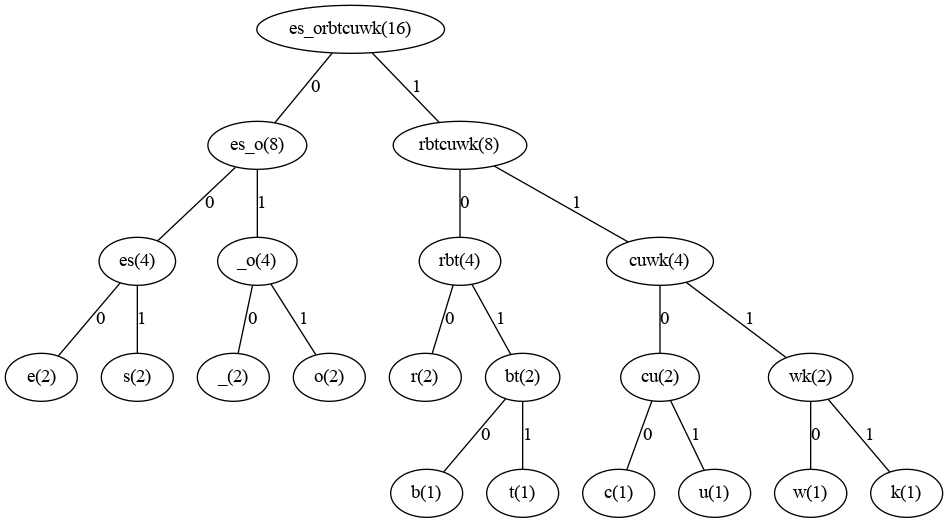 es_orbtcuwk(16)
0 1
es_o(8) rbtcuwk(8)
0 1 0 1
es(4) _o(4) rbt(4) cuwk(4)
0 1 0 1 0 1 0 1
e(2) s(2) _(2) o(2) r(2) bt(2) cu(2) wk(2)
0 1 0 1 0 1
b(1) t(1) c(1) u(1) w(1) k(1)